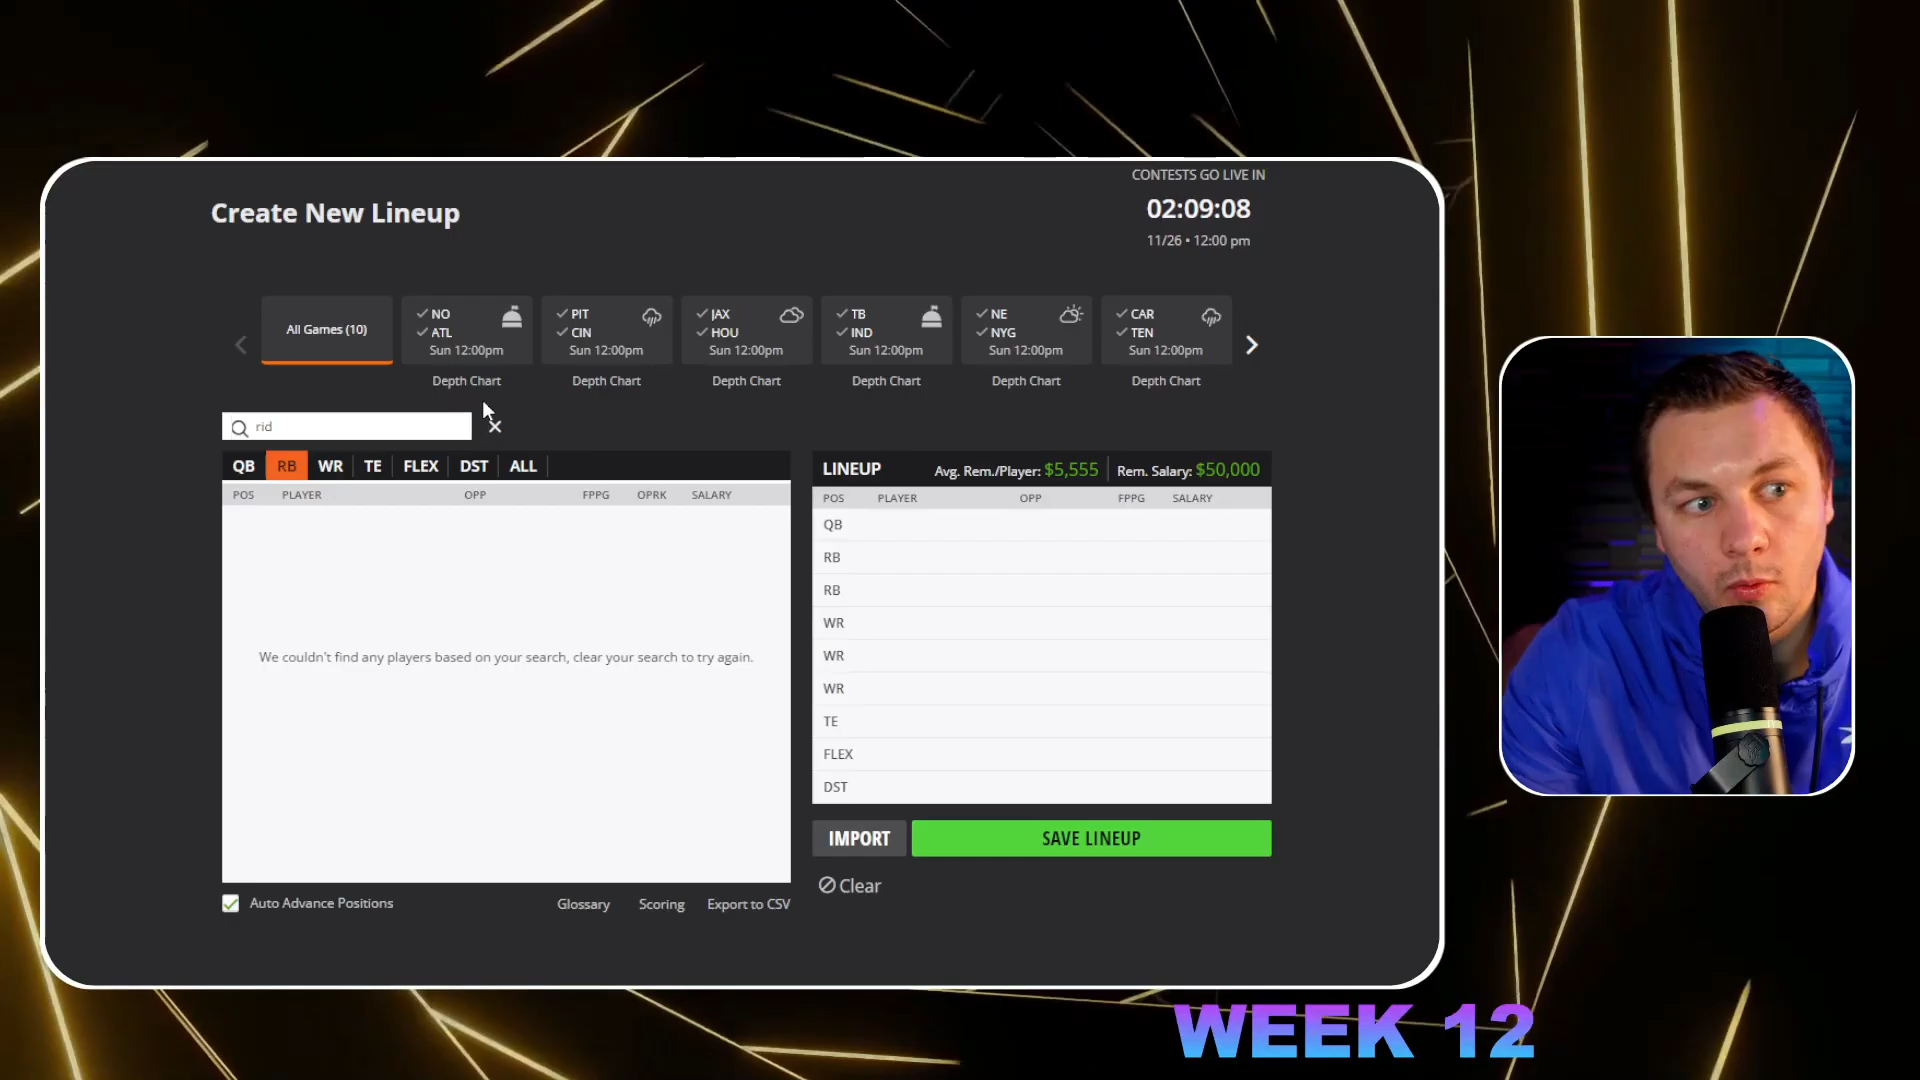 CONTESTS GO LIVE IN
Create New Lineup
02:09:08
11/26 • 12:00 pm
All Games (10)
NO
ATL
Sun 12:00pm
PIT
CIN
Sun 12:00pm
JAX
HOU
Sun 12:00pm
TB
IND
Sun 12:00pm
NE
NYG
Sun 12:00pm
CAR
TEN
Sun 12:00pm
Depth Chart Depth Chart Depth Chart Depth Chart Depth Chart Depth Chart
rid
QB RB WR TE FLEX DST ALL
POS PLAYER OPP FPPG OPRK SALARY
We couldn't find any players based on your search, clear your search to try again.
Auto Advance Positions Glossary Scoring Export to CSV
LINEUP Avg. Rem./Player: $5,555 Rem. Salary: $50,000
POS PLAYER OPP FPPG SALARY
QB
RB
RB
WR
WR
WR
TE
FLEX
DST
IMPORT SAVE LINEUP
Clear
WEEK 12